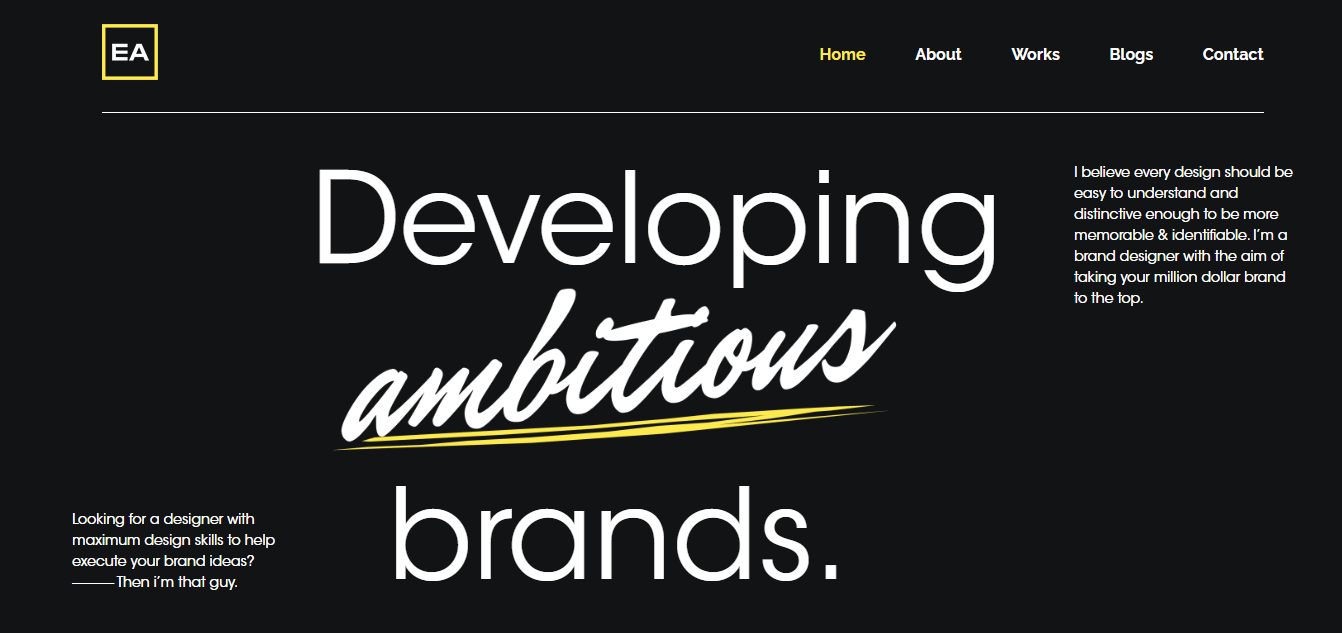 EA
Home About Works Blogs Contact
I believe every design should be
easy to understand and
distinctive enough to be more
memorable & identifiable. I'm a
brand designer with the aim of
taking your million dollar brand
to the top.
Developing
ambitious
brands.
Looking for a designer with
maximum design skills to help
execute your brand ideas?
——— Then i'm that guy.